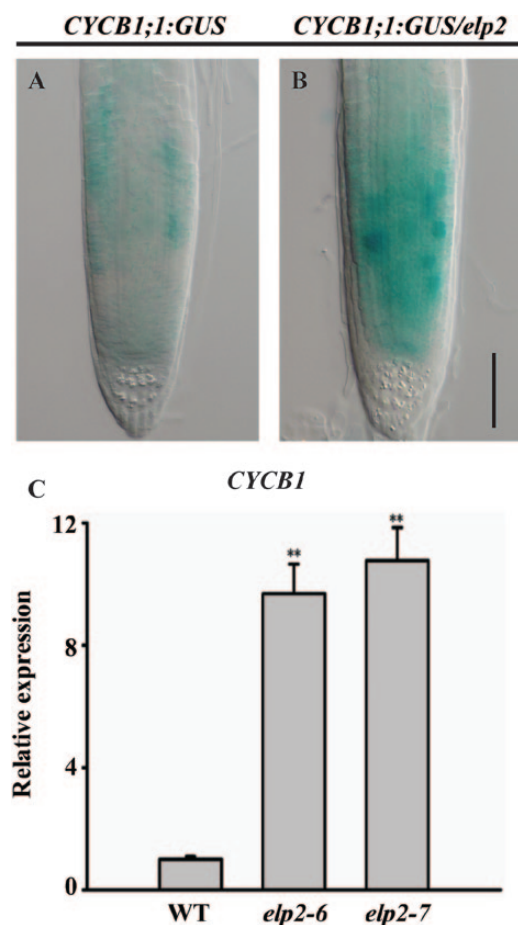 CYCB1;1:GUS CYCB1;1:GUS/elp2
A B
C CYCB1
12
**
**
8
4
0
Relative expression
WT elp2-6 elp2-7